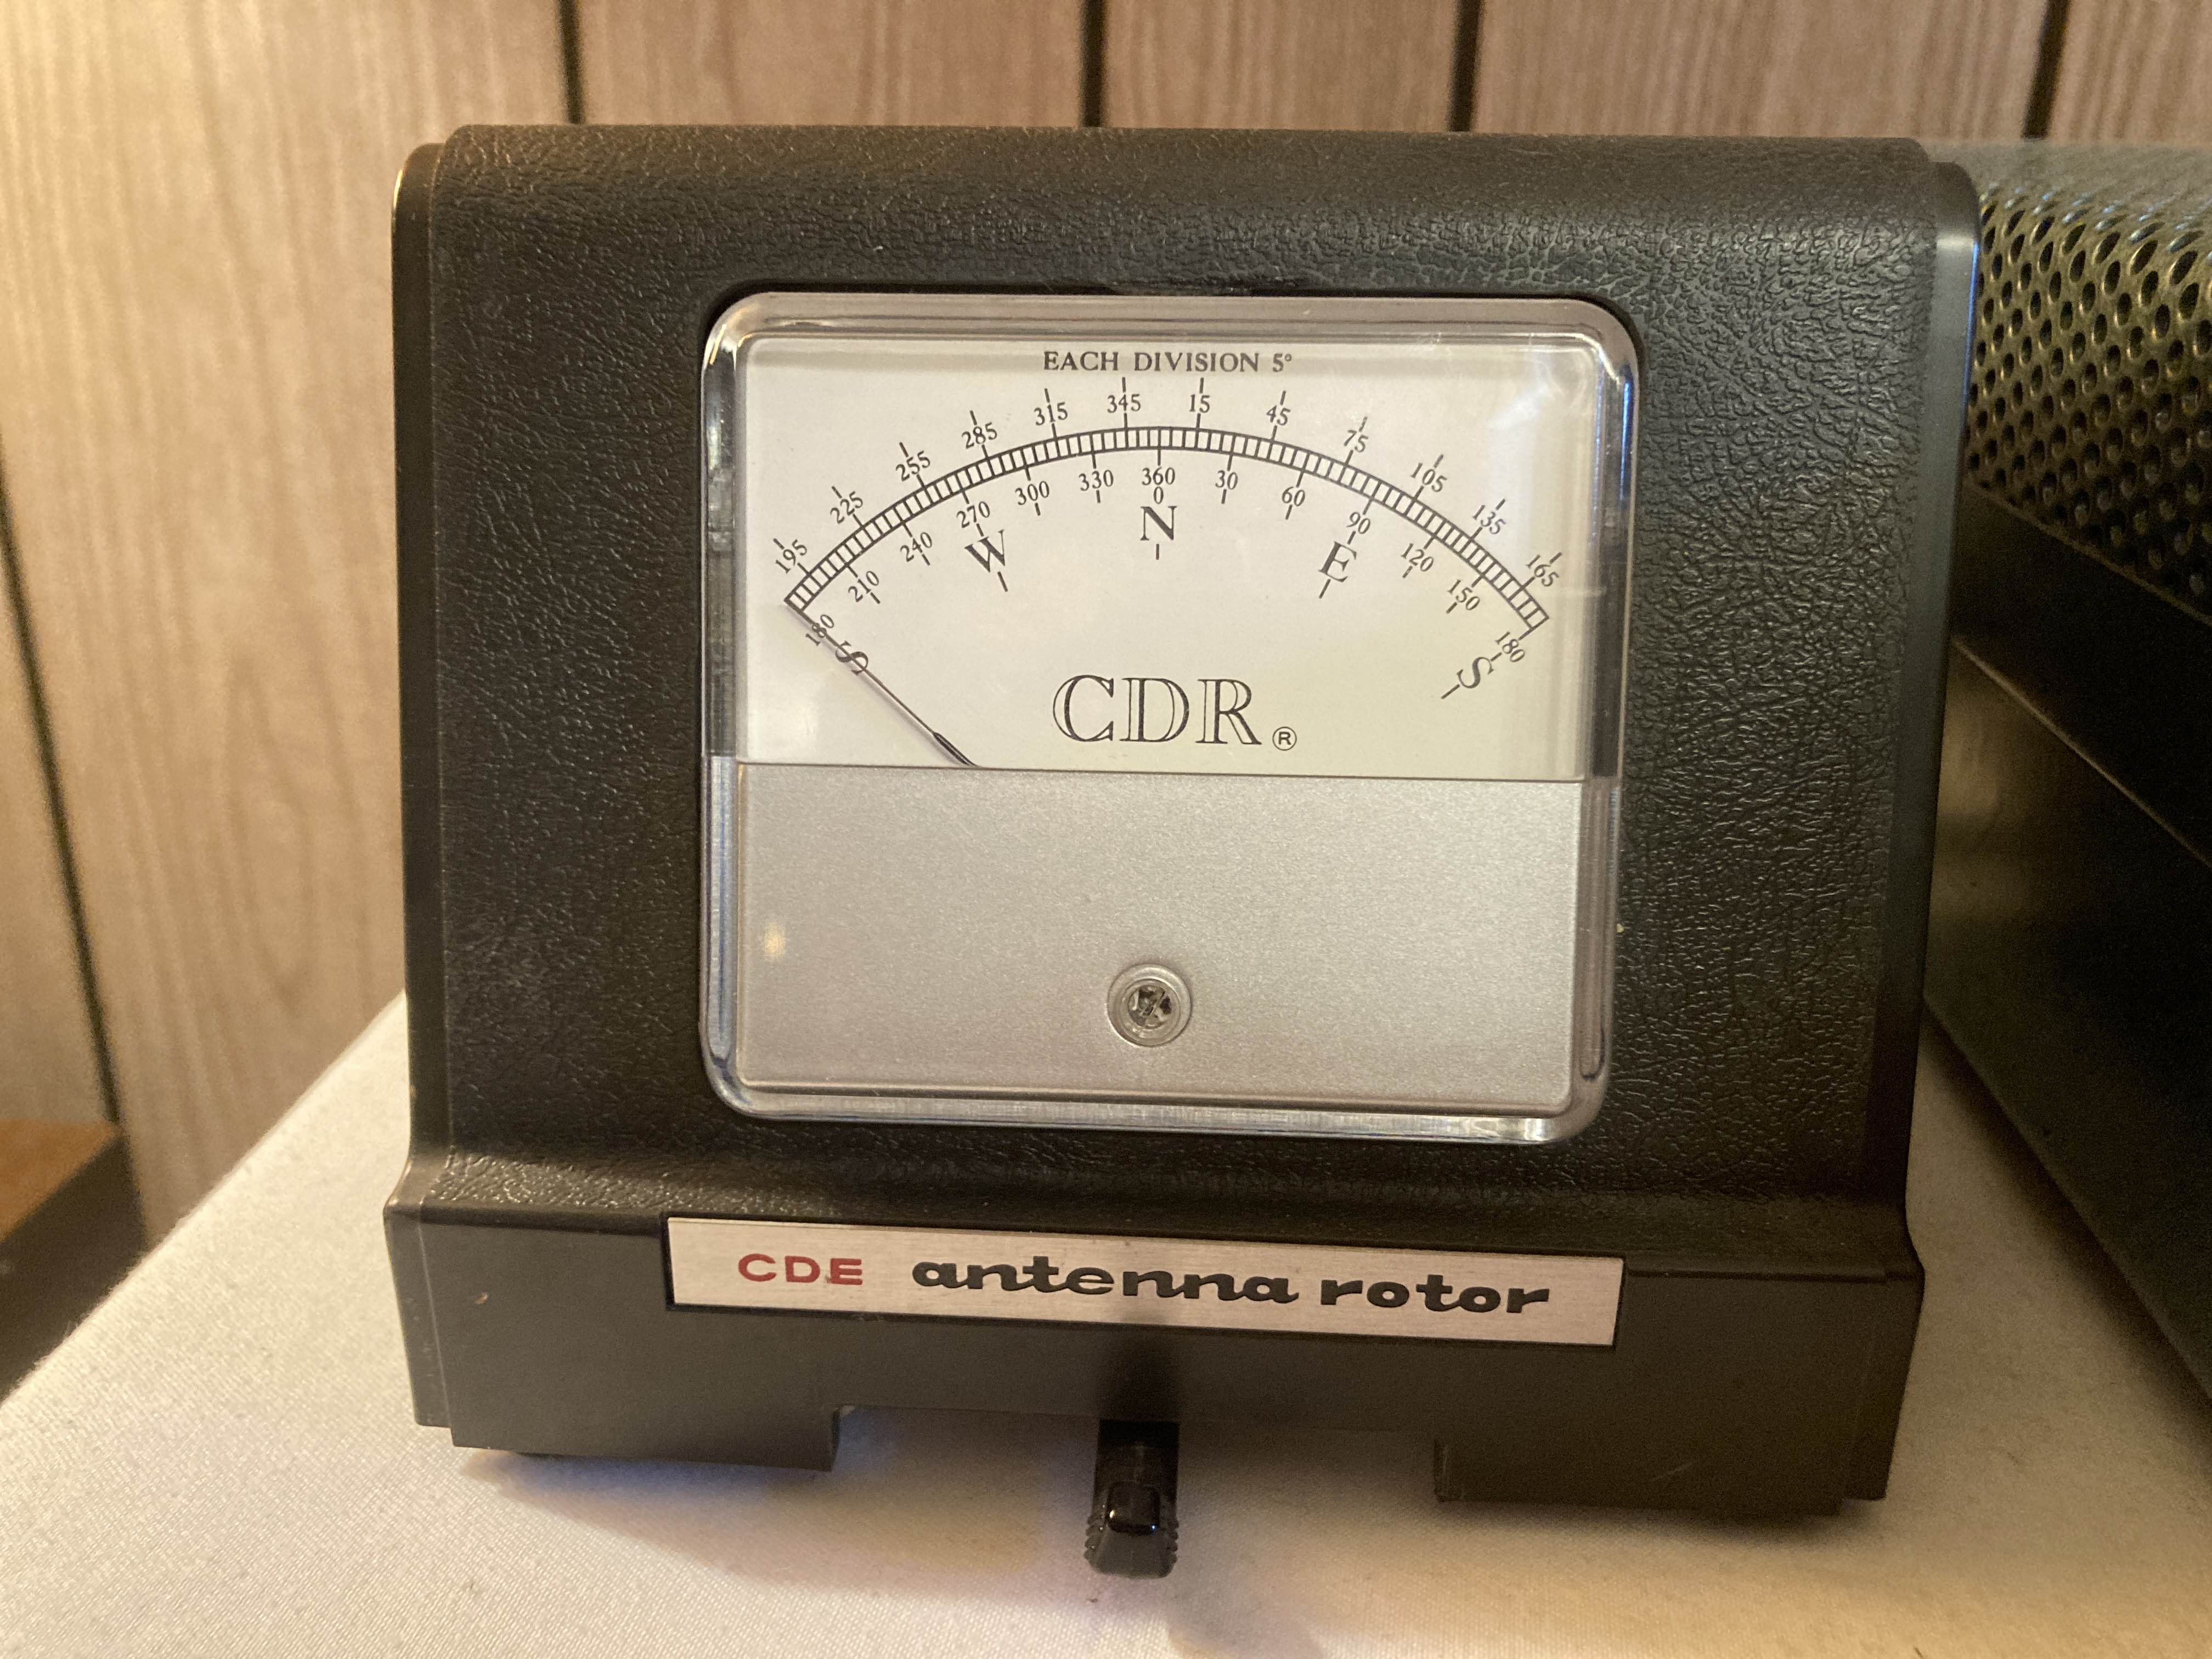 EACH DIVISION 5°
195 225 255 285 315 345 15 45 75 105 135 165
180 210 240 270 300 330 360 30 60 90 120 150 180
0
S W N E S
CDR®
CDE antenna rotor